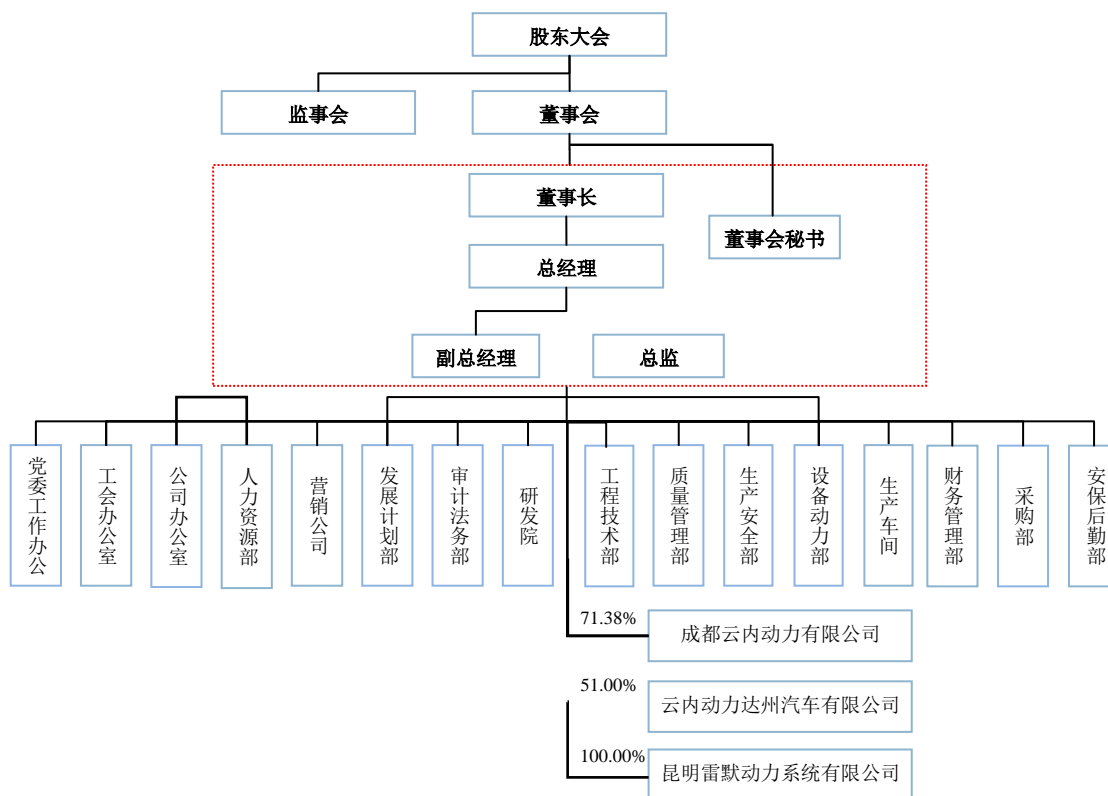 股东大会
监事会
董事会
董事长
董事会秘书
总经理
副总经理
总监
党委工作办公
工会办公室
公司办公室
人力资源部
营销公司
发展计划部
审计法务部
研发院
工程技术部
质量管理部
生产安全部
设备动力部
生产车间
财务管理部
采购部
安保后勤部
71.38%
成都云内动力有限公司
51.00%
云内动力达州汽车有限公司
100.00%
昆明雷默动力系统有限公司